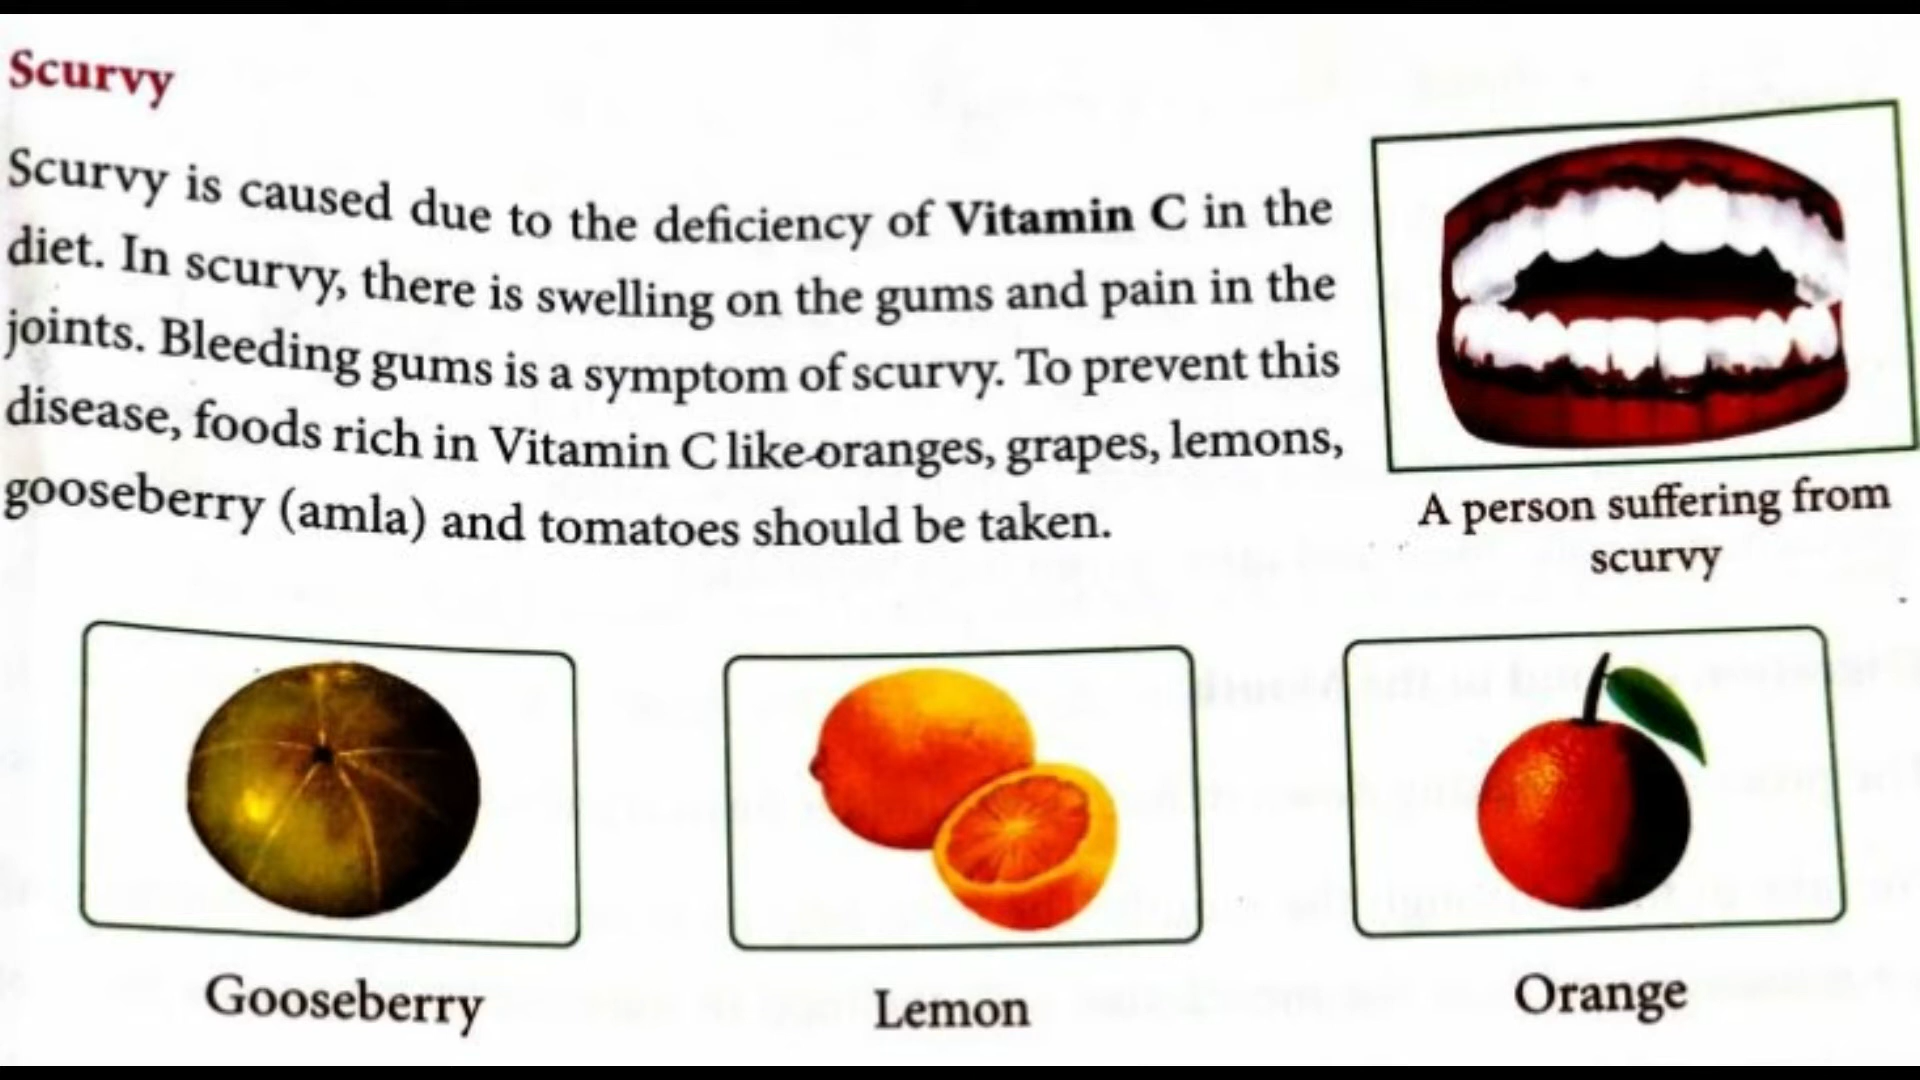 Scurvy
Scurvy is caused due to the deficiency of Vitamin C in the
diet. In scurvy, there is swelling on the gums and pain in the
joints. Bleeding gums is a symptom of scurvy. To prevent this
disease, foods rich in Vitamin C like-oranges, grapes, lemons,
gooseberry (amla) and tomatoes should be taken.
A person suffering from
scurvy
Gooseberry
Lemon
Orange